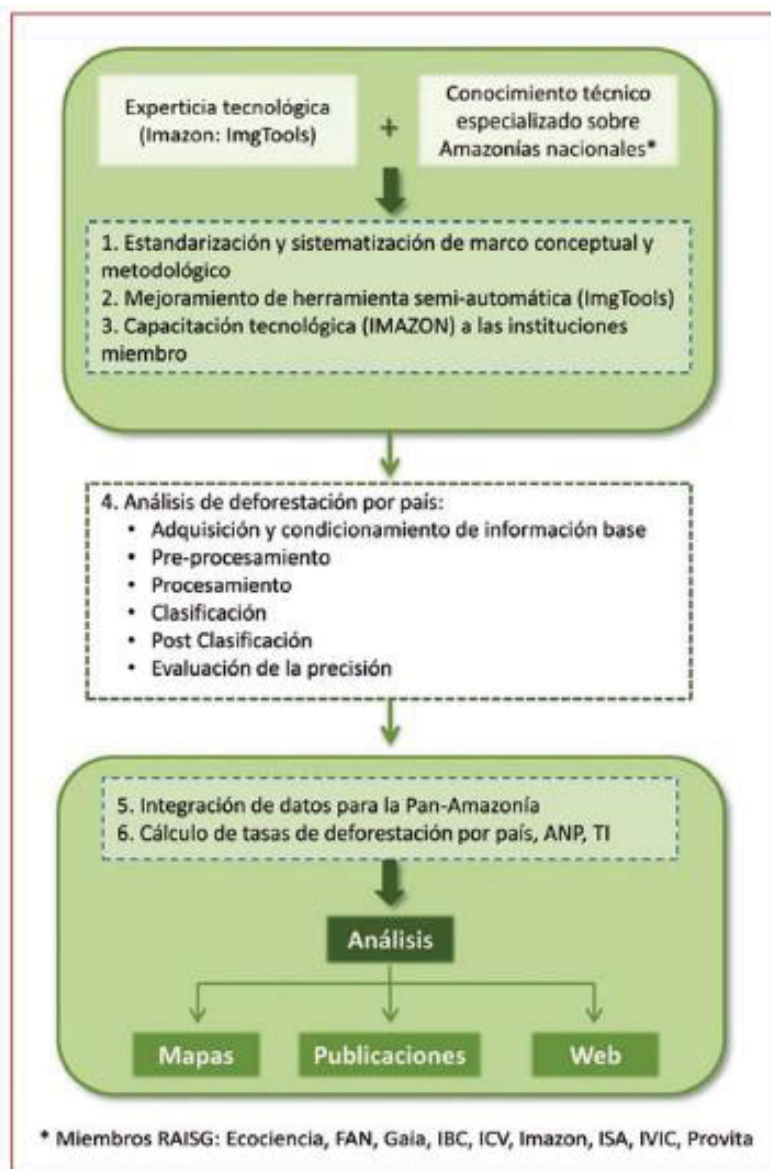 Experticia tecnológica
(Imazon: ImgTools)
+
Conocimiento técnico
especializado sobre
Amazonías nacionales*
1. Estandarización y sistematización de marco conceptual y
metodológico
2. Mejoramiento de herramienta semi-automática (ImgTools)
3. Capacitación tecnológica (IMAZON) a las instituciones
miembro
4. Análisis de deforestación por país:
• Adquisición y condicionamiento de información base
• Pre-procesamiento
• Procesamiento
• Clasificación
• Post Clasificación
• Evaluación de la precisión
5. Integración de datos para la Pan-Amazonía
6. Cálculo de tasas de deforestación por país, ANP, TI
Análisis
Mapas
Publicaciones
Web
* Miembros RAISG: Ecociencia, FAN, Gaia, IBC, ICV, Imazon, ISA, IVIC, Provita